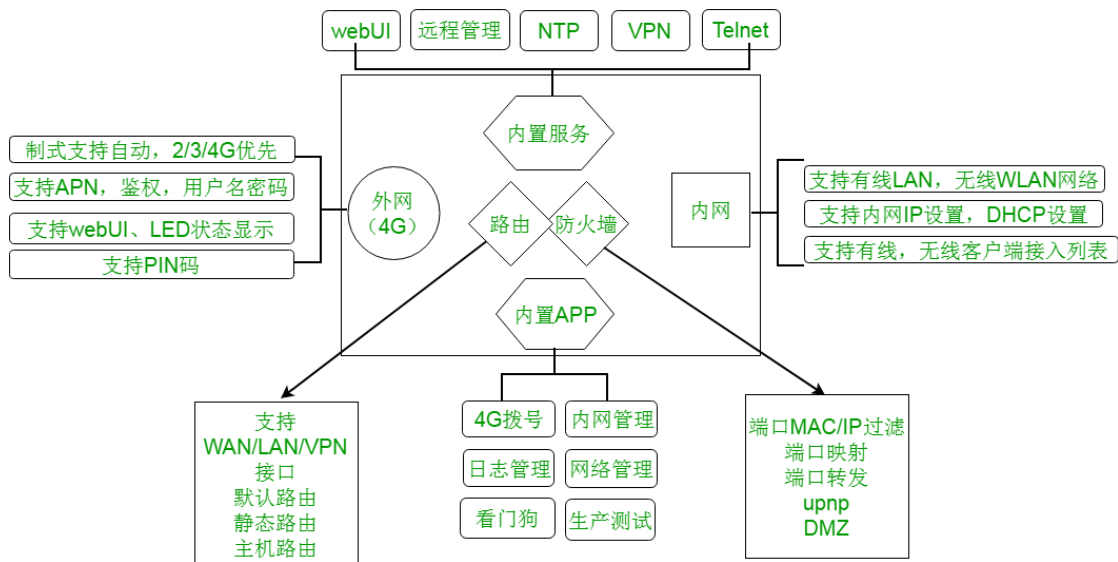 webUI
远程管理
NTP
VPN
Telnet
内置服务
制式支持自动，2/3/4G优先
支持APN，鉴权，用户名密码
支持webUI、LED状态显示
支持PIN码
外网
（4G）
路由
防火墙
内网
支持有线LAN，无线WLAN网络
支持内网IP设置，DHCP设置
支持有线，无线客户端接入列表
内置APP
支持
WAN/LAN/VPN
接口
默认路由
静态路由
主机路由
4G拨号
内网管理
日志管理
网络管理
看门狗
生产测试
端口MAC/IP过滤
端口映射
端口转发
upnp
DMZ